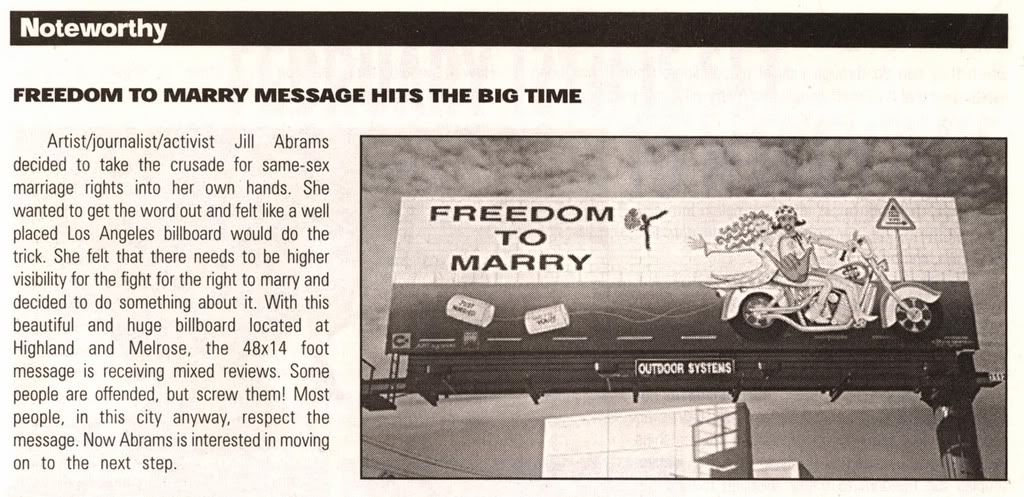 Noteworthy
FREEDOM TO MARRY MESSAGE HITS THE BIG TIME
Artist/journalist/activist Jill Abrams
decided to take the crusade for same-sex
marriage rights into her own hands. She
wanted to get the word out and felt like a well
placed Los Angeles billboard would do the
trick. She felt that there needs to be higher
visibility for the fight for the right to marry and
decided to do something about it. With this
beautiful and huge billboard located at
Highland and Melrose, the 48x14 foot
message is receiving mixed reviews. Some
people are offended, but screw them! Most
people, in this city anyway, respect the
message. Now Abrams is interested in moving
on to the next step.
FREEDOM
TO
MARRY
JUST
MARRIED
OUTDOOR SYSTEMS